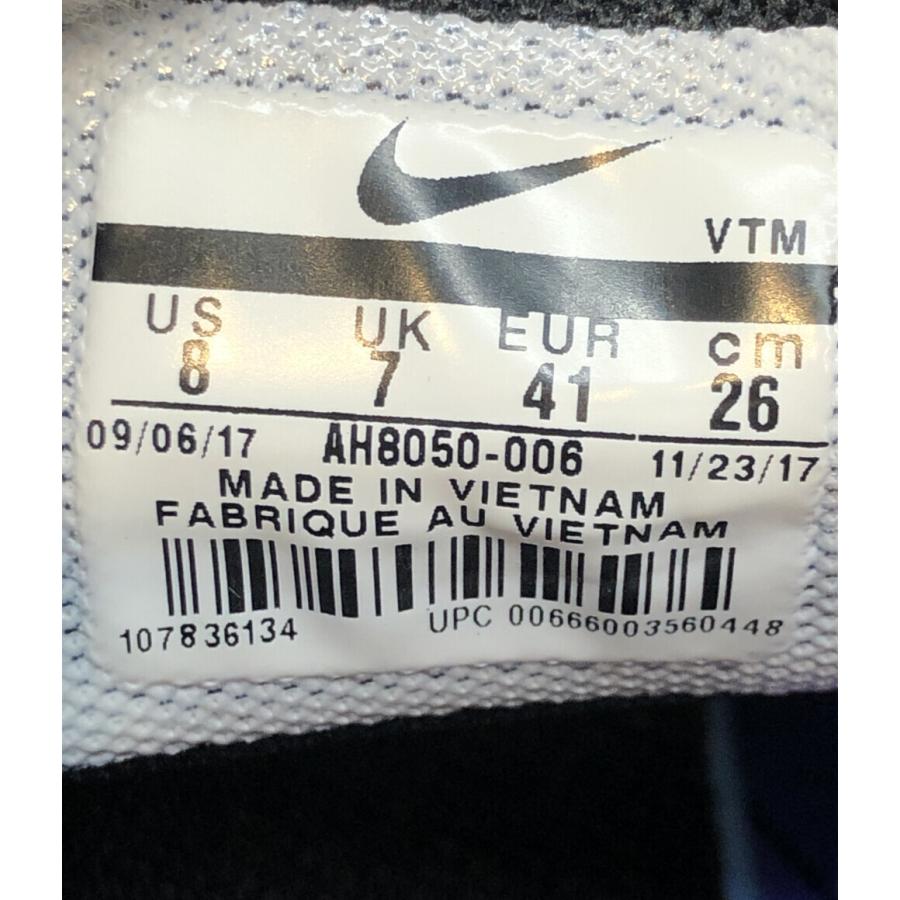 VTM
US UK EUR cm
8 7 41 26
09/06/17 AH8050-006 11/23/17
MADE IN VIETNAM
FABRIQUE AU VIETNAM
107836134 UPC 00666003560448